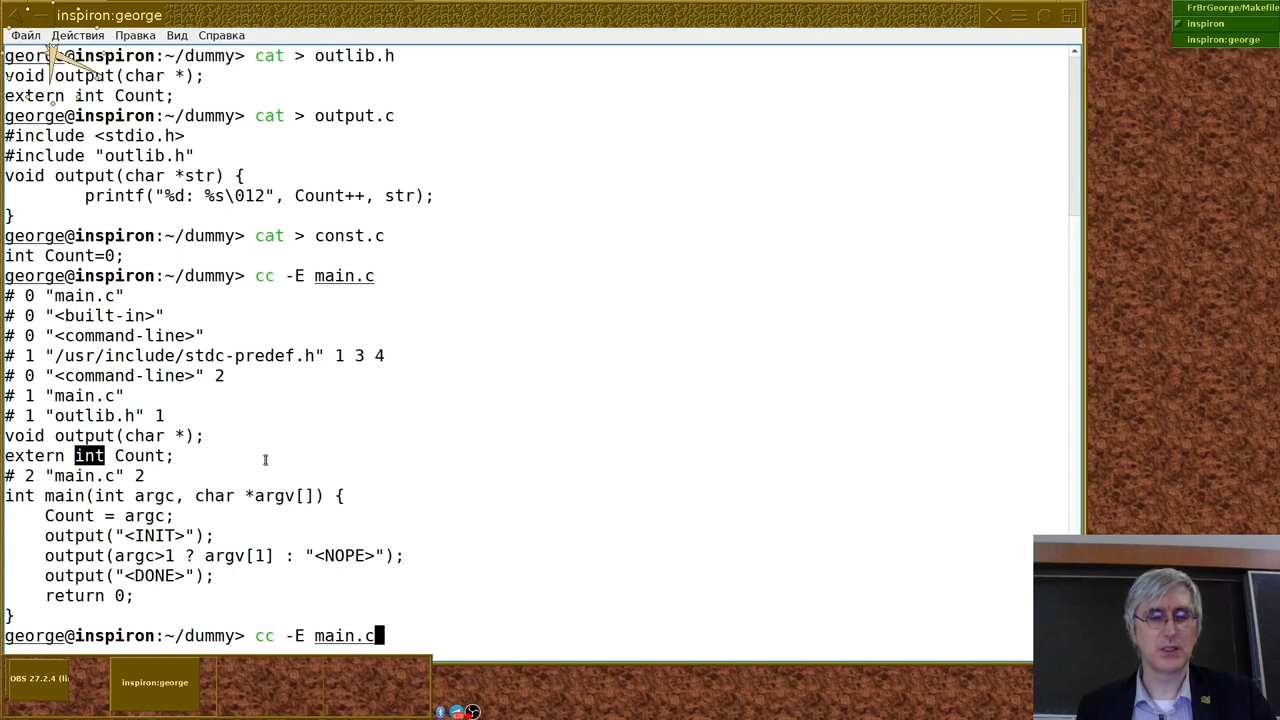 inspiron:george
Файл Действия Правка Вид Справка
george@inspiron:~/dummy> cat > outlib.h
void output(char *);
extern int Count;
george@inspiron:~/dummy> cat > output.c
#include <stdio.h>
#include "outlib.h"
void output(char *str) {
        printf("%d: %s\012", Count++, str);
}
george@inspiron:~/dummy> cat > const.c
int Count=0;
george@inspiron:~/dummy> cc -E main.c
# 0 "main.c"
# 0 "<built-in>"
# 0 "<command-line>"
# 1 "/usr/include/stdc-predef.h" 1 3 4
# 0 "<command-line>" 2
# 1 "main.c"
# 1 "outlib.h" 1
void output(char *);
extern int Count;
# 2 "main.c" 2
int main(int argc, char *argv[]) {
    Count = argc;
    output("<INIT>");
    output(argc>1 ? argv[1] : "<NOPE>");
    output("<DONE>");
    return 0;
}
george@inspiron:~/dummy> cc -E main.c
FrBrGeorge/Makefile
inspiron
inspiron:george
OBS 27.2.4 (li
inspiron:george